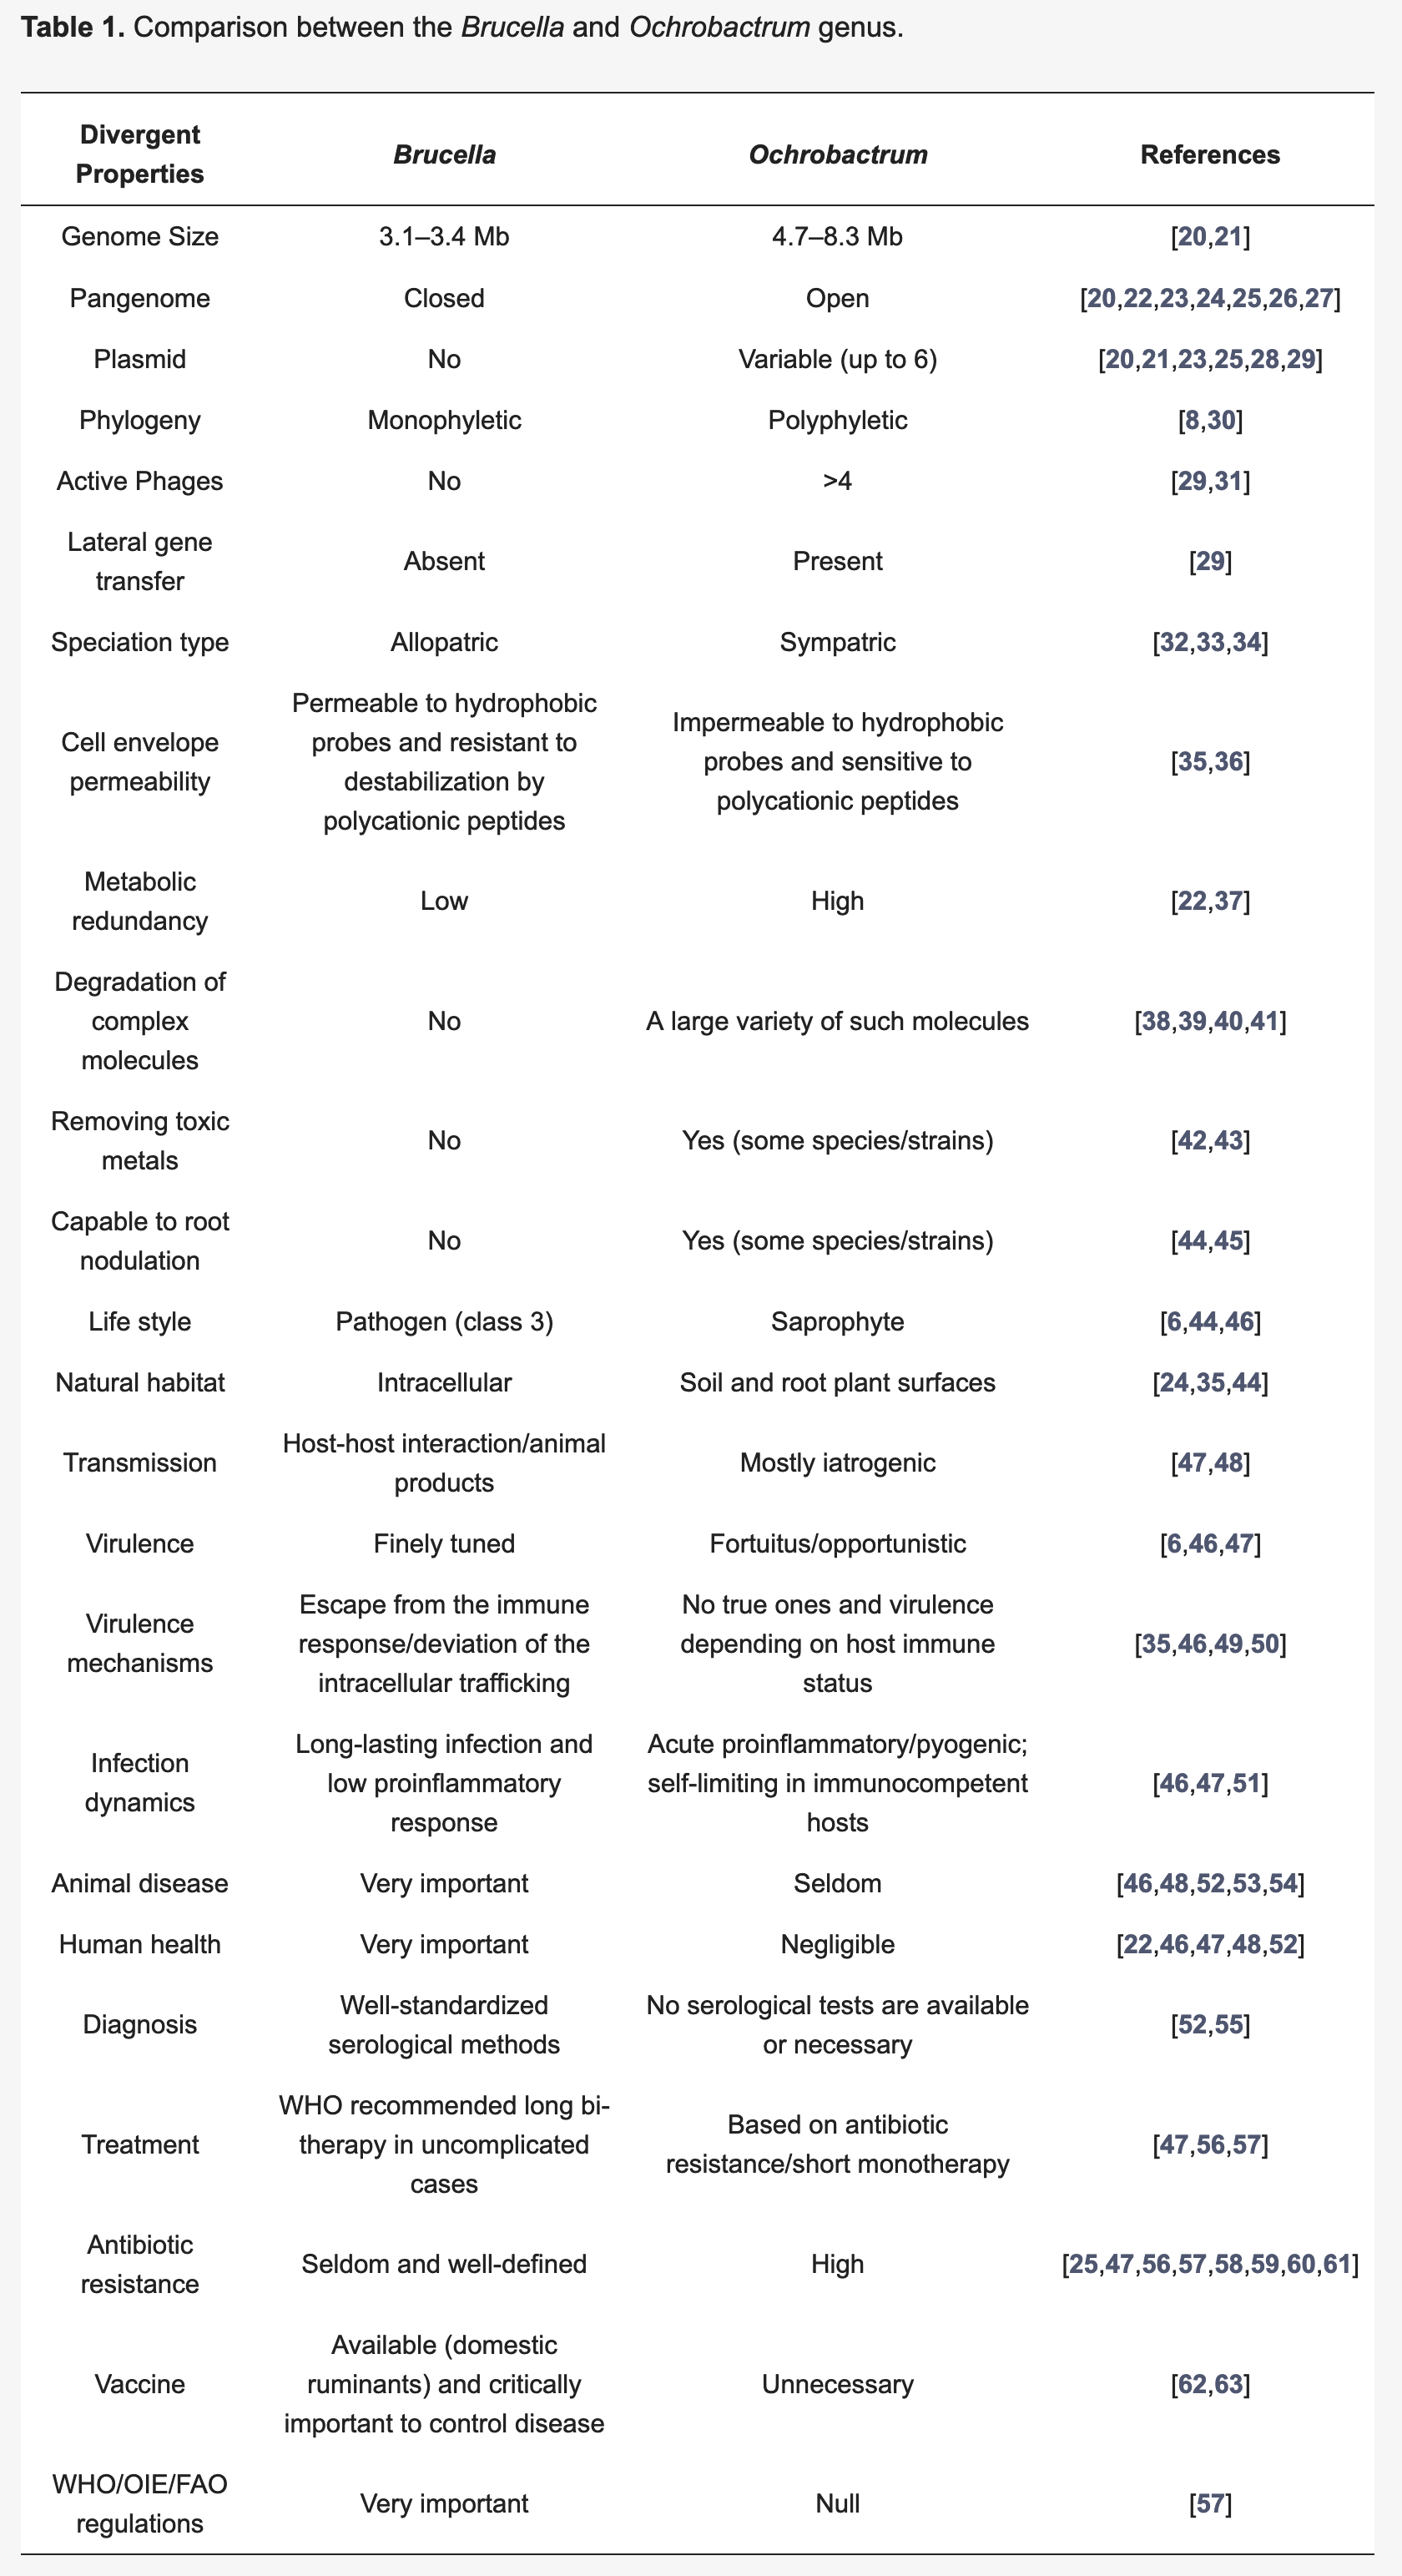 Table 1. Comparison between the Brucella and Ochrobactrum genus.
Divergent
Properties
Brucella
Ochrobactrum
References
Genome Size
3.1–3.4 Mb
4.7–8.3 Mb
[20,21]
Pangenome
Closed
Open
[20,22,23,24,25,26,27]
Plasmid
No
Variable (up to 6)
[20,21,23,25,28,29]
Phylogeny
Monophyletic
Polyphyletic
[8,30]
Active Phages
No
>4
[29,31]
Lateral gene
transfer
Absent
Present
[29]
Speciation type
Allopatric
Sympatric
[32,33,34]
Cell envelope
permeability
Permeable to hydrophobic
probes and resistant to
destabilization by
polycationic peptides
Impermeable to hydrophobic
probes and sensitive to
polycationic peptides
[35,36]
Metabolic
redundancy
Low
High
[22,37]
Degradation of
complex
molecules
No
A large variety of such molecules
[38,39,40,41]
Removing toxic
metals
No
Yes (some species/strains)
[42,43]
Capable to root
nodulation
No
Yes (some species/strains)
[44,45]
Life style
Pathogen (class 3)
Saprophyte
[6,44,46]
Natural habitat
Intracellular
Soil and root plant surfaces
[24,35,44]
Transmission
Host-host interaction/animal
products
Mostly iatrogenic
[47,48]
Virulence
Finely tuned
Fortuitus/opportunistic
[6,46,47]
Virulence
mechanisms
Escape from the immune
response/deviation of the
intracellular trafficking
No true ones and virulence
depending on host immune
status
[35,46,49,50]
Infection
dynamics
Long-lasting infection and
low proinflammatory
response
Acute proinflammatory/pyogenic;
self-limiting in immunocompetent
hosts
[46,47,51]
Animal disease
Very important
Seldom
[46,48,52,53,54]
Human health
Very important
Negligible
[22,46,47,48,52]
Diagnosis
Well-standardized
serological methods
No serological tests are available
or necessary
[52,55]
Treatment
WHO recommended long bi-
therapy in uncomplicated
cases
Based on antibiotic
resistance/short monotherapy
[47,56,57]
Antibiotic
resistance
Seldom and well-defined
High
[25,47,56,57,58,59,60,61]
Vaccine
Available (domestic
ruminants) and critically
important to control disease
Unnecessary
[62,63]
WHO/OIE/FAO
regulations
Very important
Null
[57]